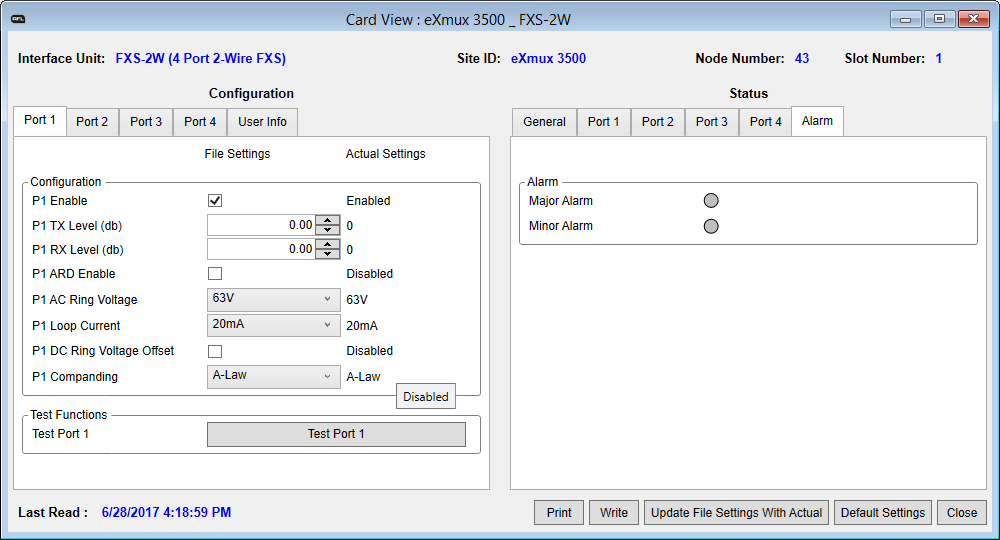 RFL
Card View : eXmux 3500 _ FXS-2W
Interface Unit: FXS-2W (4 Port 2-Wire FXS) Site ID: eXmux 3500 Node Number: 43 Slot Number: 1
Configuration
Port 1 Port 2 Port 3 Port 4 User Info
File Settings Actual Settings
Configuration
P1 Enable Enabled
P1 TX Level (db) 0.00 0
P1 RX Level (db) 0.00 0
P1 ARD Enable Disabled
P1 AC Ring Voltage 63V 63V
P1 Loop Current 20mA 20mA
P1 DC Ring Voltage Offset Disabled
P1 Companding A-Law A-Law
Disabled
Test Functions
Test Port 1 Test Port 1
Status
General Port 1 Port 2 Port 3 Port 4 Alarm
Alarm
Major Alarm
Minor Alarm
Last Read : 6/28/2017 4:18:59 PM Print Write Update File Settings With Actual Default Settings Close